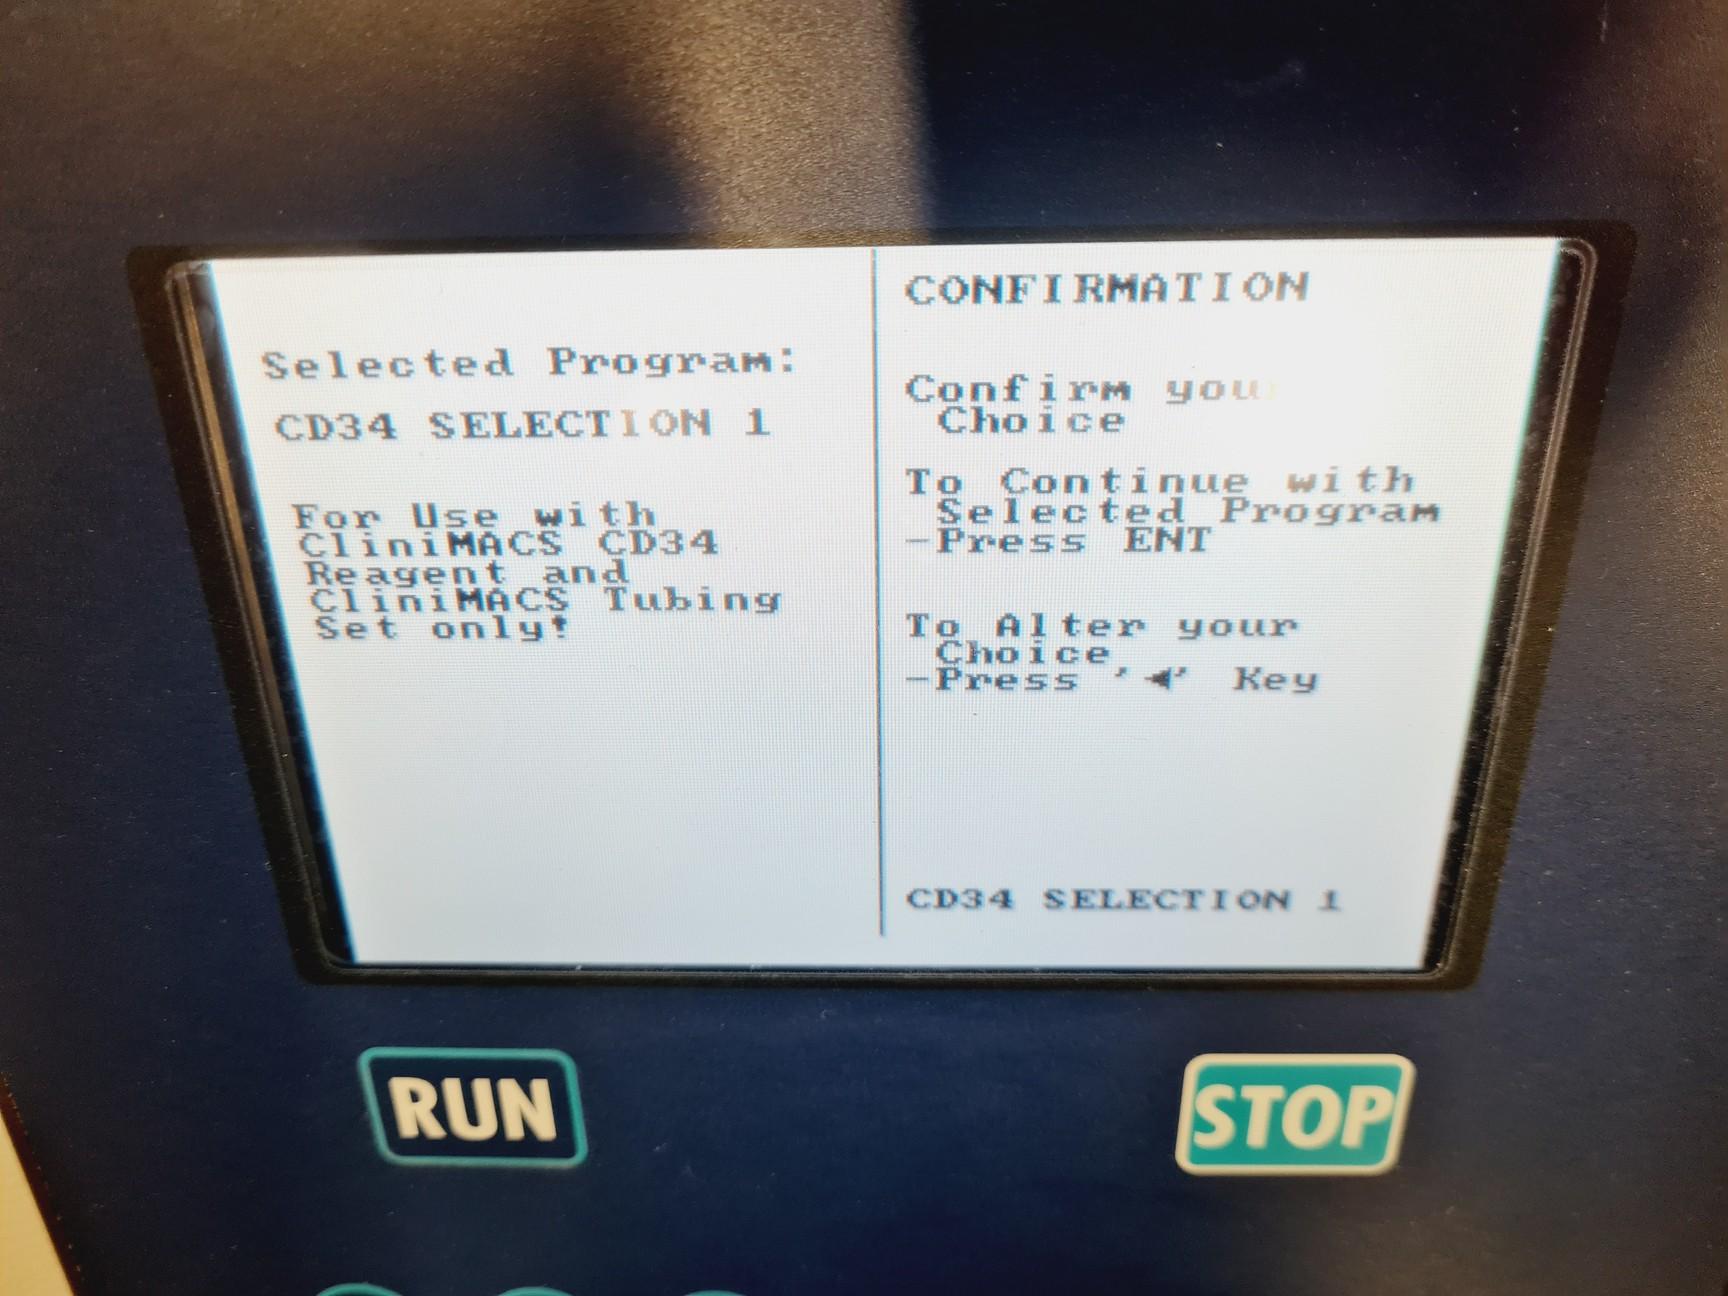 Selected Program:
CD34 SELECTION 1
For Use with
CliniMACS CD34
Reagent and
CliniMACS Tubing
Set only!
CONFIRMATION
Confirm you
Choice
To Continue with
Selected Program
-Press ENT
To Alter your
Choice
-Press '◄' Key
CD34 SELECTION 1
RUN
STOP